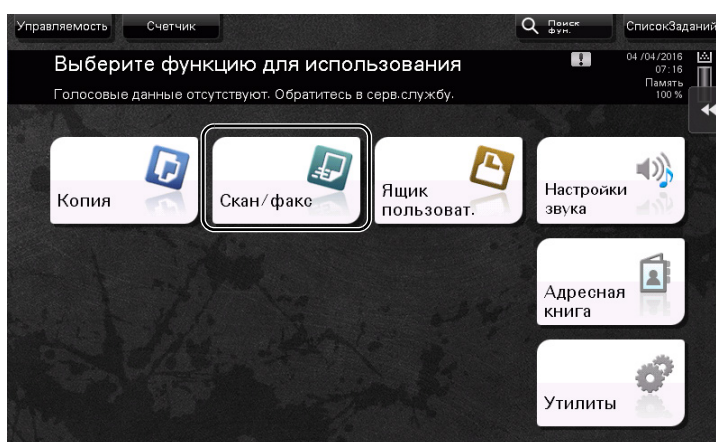 Управляемость
Счетчик
Поиск
фун.
СписокЗаданий
Выберите функцию для использования
04/04/2016
07:16
Голосовые данные отсутствуют. Обратитесь в серв.службу.
Память
100 %
Копия
Скан/факс
Ящик
пользоват.
Настройки
звука
Адресная
книга
Утилиты